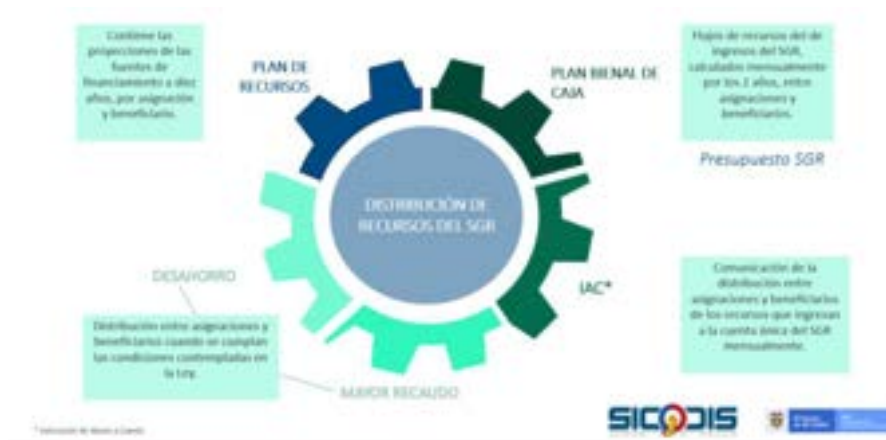 Contiene las
proyecciones de las
fuentes de
financiamiento a diez
años, por asignación
y beneficiario.
PLAN DE
RECURSOS
PLAN BIENAL DE
CAJA
Flujos de recursos del de
ingresos del SGR,
calculados mensualmente
por los 2 años, entre
asignaciones y
beneficiarios.
Presupuesto SGR
DISTRIBUCIÓN DE
RECURSOS DEL SGR
IAC*
Comunicación de la
distribución entre
asignaciones y beneficiarios
de los recursos que ingresan
a la cuenta única del SGR
mensualmente.
DESAHORRO
Distribución entre asignaciones y
beneficiarios cuando se cumplan
las condiciones contempladas en
la Ley.
MAYOR RECAUDO
SICODIS